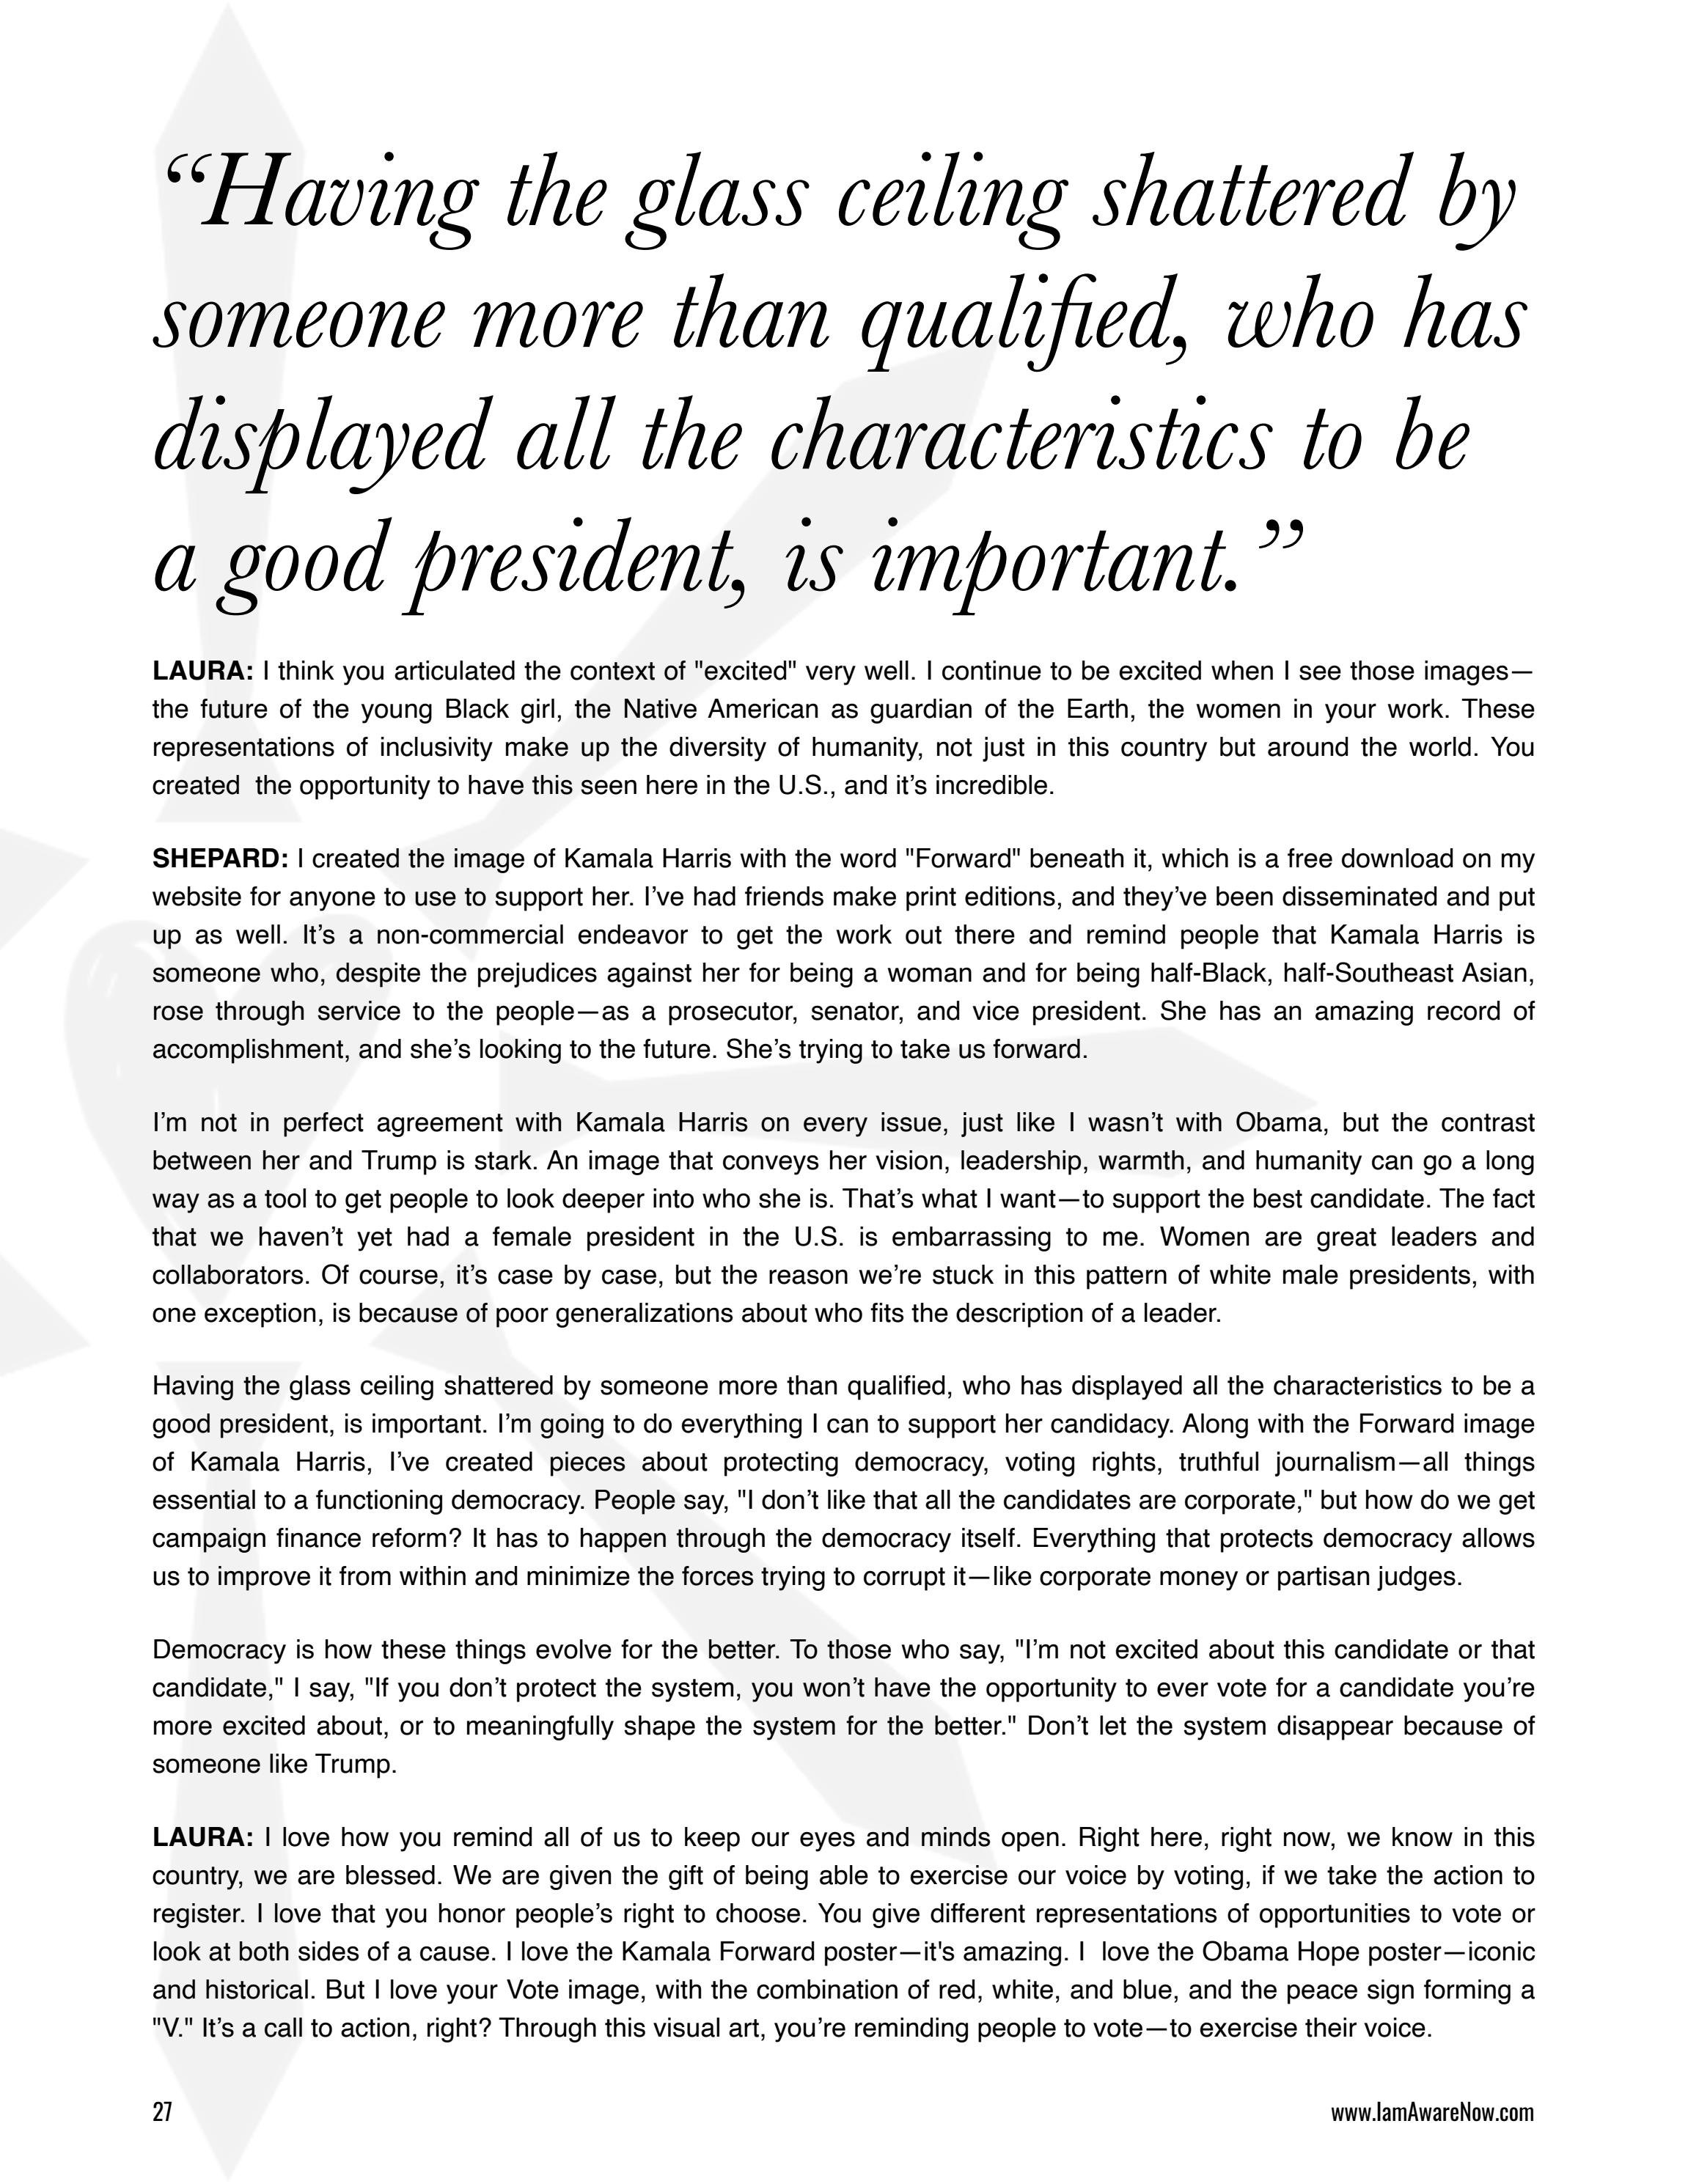 “Having the glass ceiling shattered by
someone more than qualified, who has
displayed all the characteristics to be
a good president, is important.”
LAURA: I think you articulated the context of "excited" very well. I continue to be excited when I see those images—
the future of the young Black girl, the Native American as guardian of the Earth, the women in your work. These
representations of inclusivity make up the diversity of humanity, not just in this country but around the world. You
created  the opportunity to have this seen here in the U.S., and it’s incredible.
SHEPARD: I created the image of Kamala Harris with the word "Forward" beneath it, which is a free download on my
website for anyone to use to support her. I’ve had friends make print editions, and they’ve been disseminated and put
up as well. It’s a non-commercial endeavor to get the work out there and remind people that Kamala Harris is
someone who, despite the prejudices against her for being a woman and for being half-Black, half-Southeast Asian,
rose through service to the people—as a prosecutor, senator, and vice president. She has an amazing record of
accomplishment, and she’s looking to the future. She’s trying to take us forward.
I’m not in perfect agreement with Kamala Harris on every issue, just like I wasn’t with Obama, but the contrast
between her and Trump is stark. An image that conveys her vision, leadership, warmth, and humanity can go a long
way as a tool to get people to look deeper into who she is. That’s what I want—to support the best candidate. The fact
that we haven’t yet had a female president in the U.S. is embarrassing to me. Women are great leaders and
collaborators. Of course, it’s case by case, but the reason we’re stuck in this pattern of white male presidents, with
one exception, is because of poor generalizations about who fits the description of a leader.
Having the glass ceiling shattered by someone more than qualified, who has displayed all the characteristics to be a
good president, is important. I’m going to do everything I can to support her candidacy. Along with the Forward image
of Kamala Harris, I’ve created pieces about protecting democracy, voting rights, truthful journalism—all things
essential to a functioning democracy. People say, "I don’t like that all the candidates are corporate," but how do we get
campaign finance reform? It has to happen through the democracy itself. Everything that protects democracy allows
us to improve it from within and minimize the forces trying to corrupt it—like corporate money or partisan judges.
Democracy is how these things evolve for the better. To those who say, "I’m not excited about this candidate or that
candidate," I say, "If you don’t protect the system, you won’t have the opportunity to ever vote for a candidate you’re
more excited about, or to meaningfully shape the system for the better." Don’t let the system disappear because of
someone like Trump.
LAURA: I love how you remind all of us to keep our eyes and minds open. Right here, right now, we know in this
country, we are blessed. We are given the gift of being able to exercise our voice by voting, if we take the action to
register. I love that you honor people’s right to choose. You give different representations of opportunities to vote or
look at both sides of a cause. I love the Kamala Forward poster—it's amazing. I  love the Obama Hope poster—iconic
and historical. But I love your Vote image, with the combination of red, white, and blue, and the peace sign forming a
"V." It’s a call to action, right? Through this visual art, you’re reminding people to vote—to exercise their voice.
27
www.IamAwareNow.com